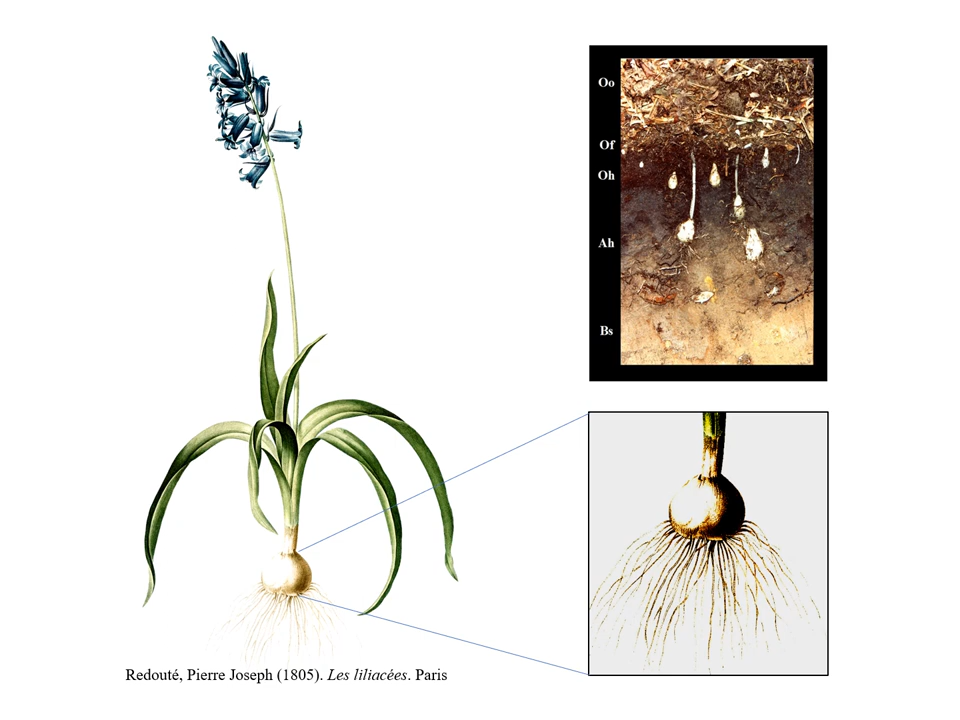 Oo
Of
Oh
Ah
Bs
Redouté, Pierre Joseph (1805). Les liliacées. Paris